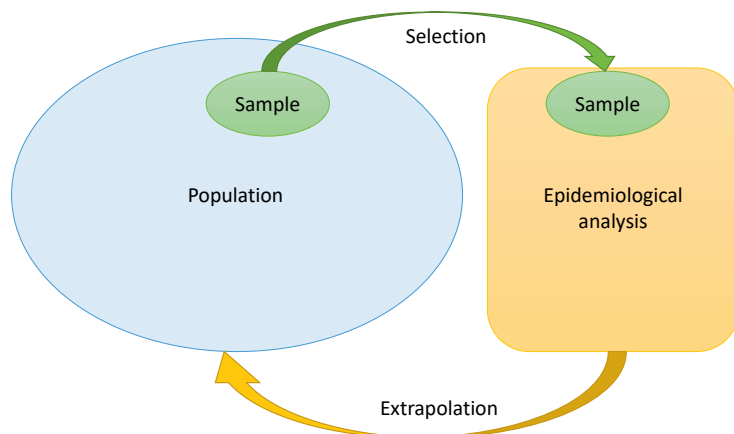 Selection
Sample
Sample
Population
Epidemiological
analysis
Extrapolation